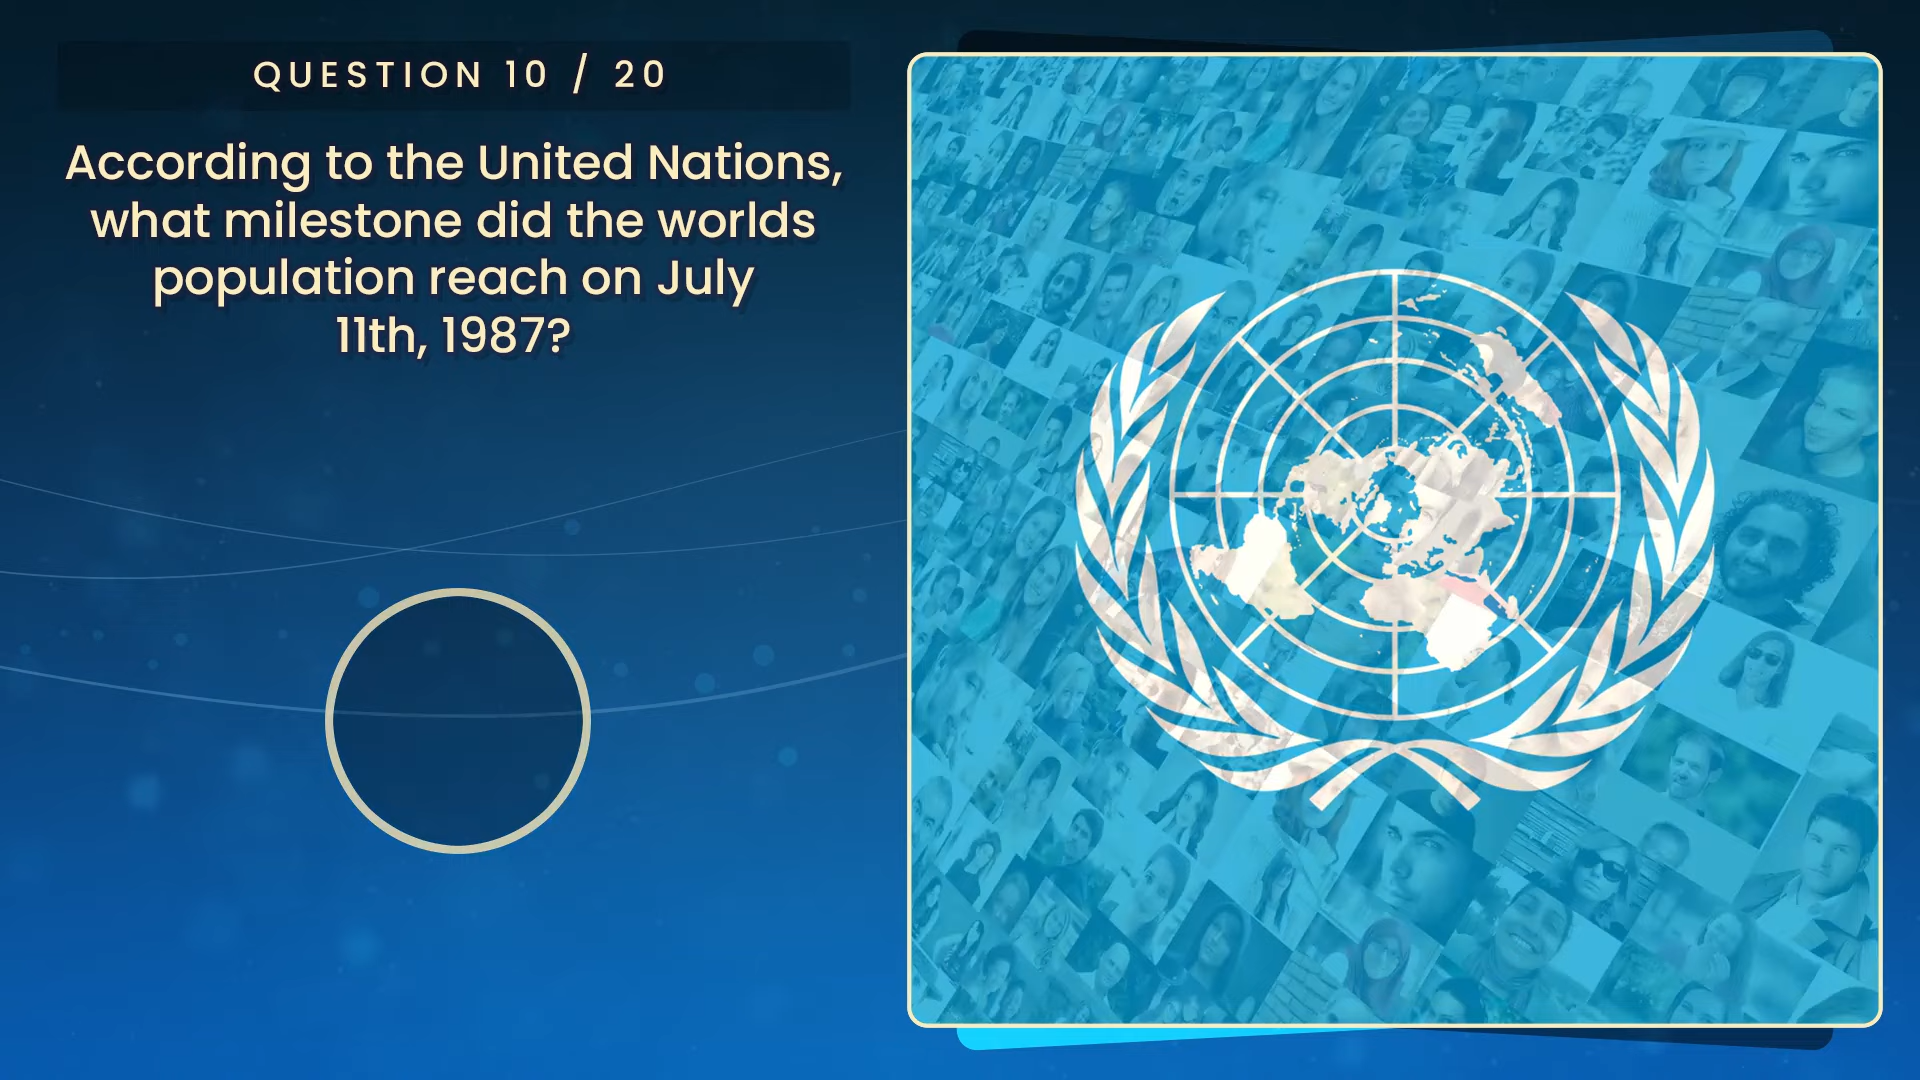 QUESTION 10 / 20
According to the United Nations,
what milestone did the worlds
population reach on July
11th, 1987?